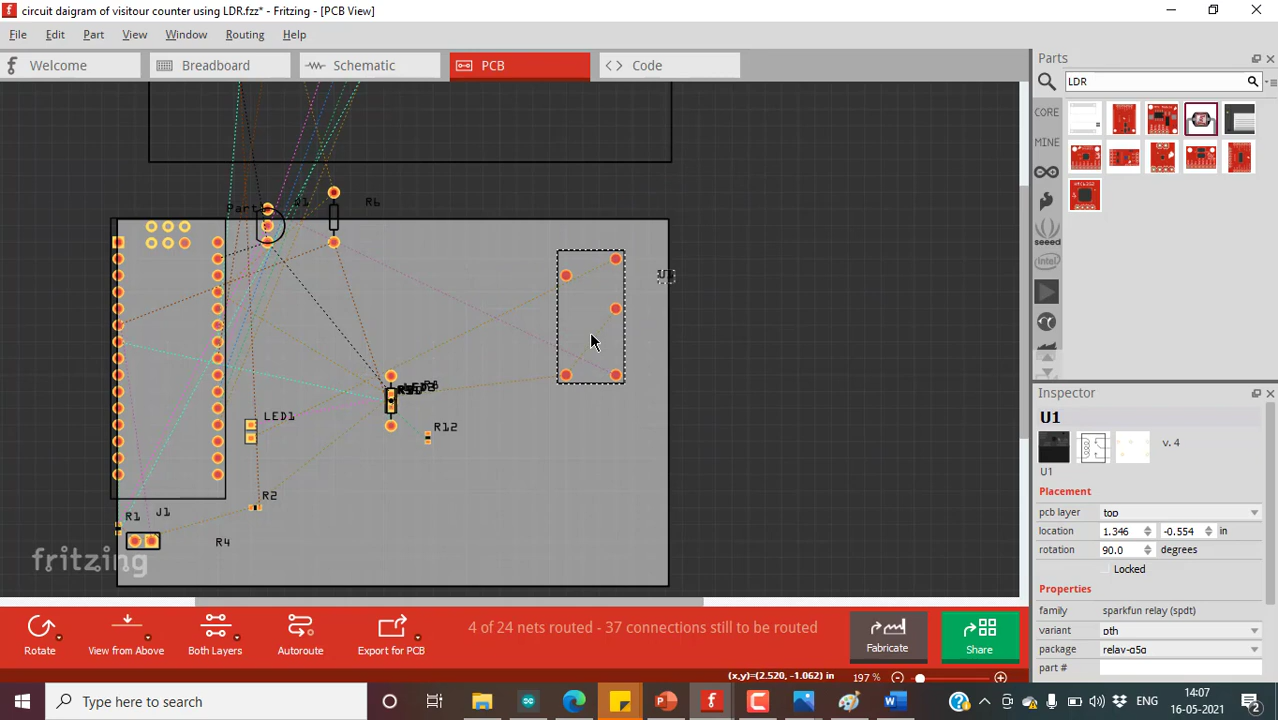 circuit daigram of visitour counter using LDR.fzz* - Fritzing - [PCB View]
File Edit Part View Window Routing Help
Welcome Breadboard Schematic PCB Code
Parts
LDR
CORE
MINE
seeed
Part1
R6
U1
LED1
R12
R2
R1
J1
R4
fritzing
Inspector
U1
v. 4
U1
Placement
pcb layer top
location 1.346 -0.554 in
rotation 90.0 degrees
Locked
Properties
family sparkfun relay (spdt)
variant pth
package relay-g5q
part #
Rotate View from Above Both Layers Autoroute Export for PCB
4 of 24 nets routed - 37 connections still to be routed
Fabricate Share
(x,y)=(2.520, -1.062) in 197 %
Type here to search
ENG
14:07
16-05-2021
2